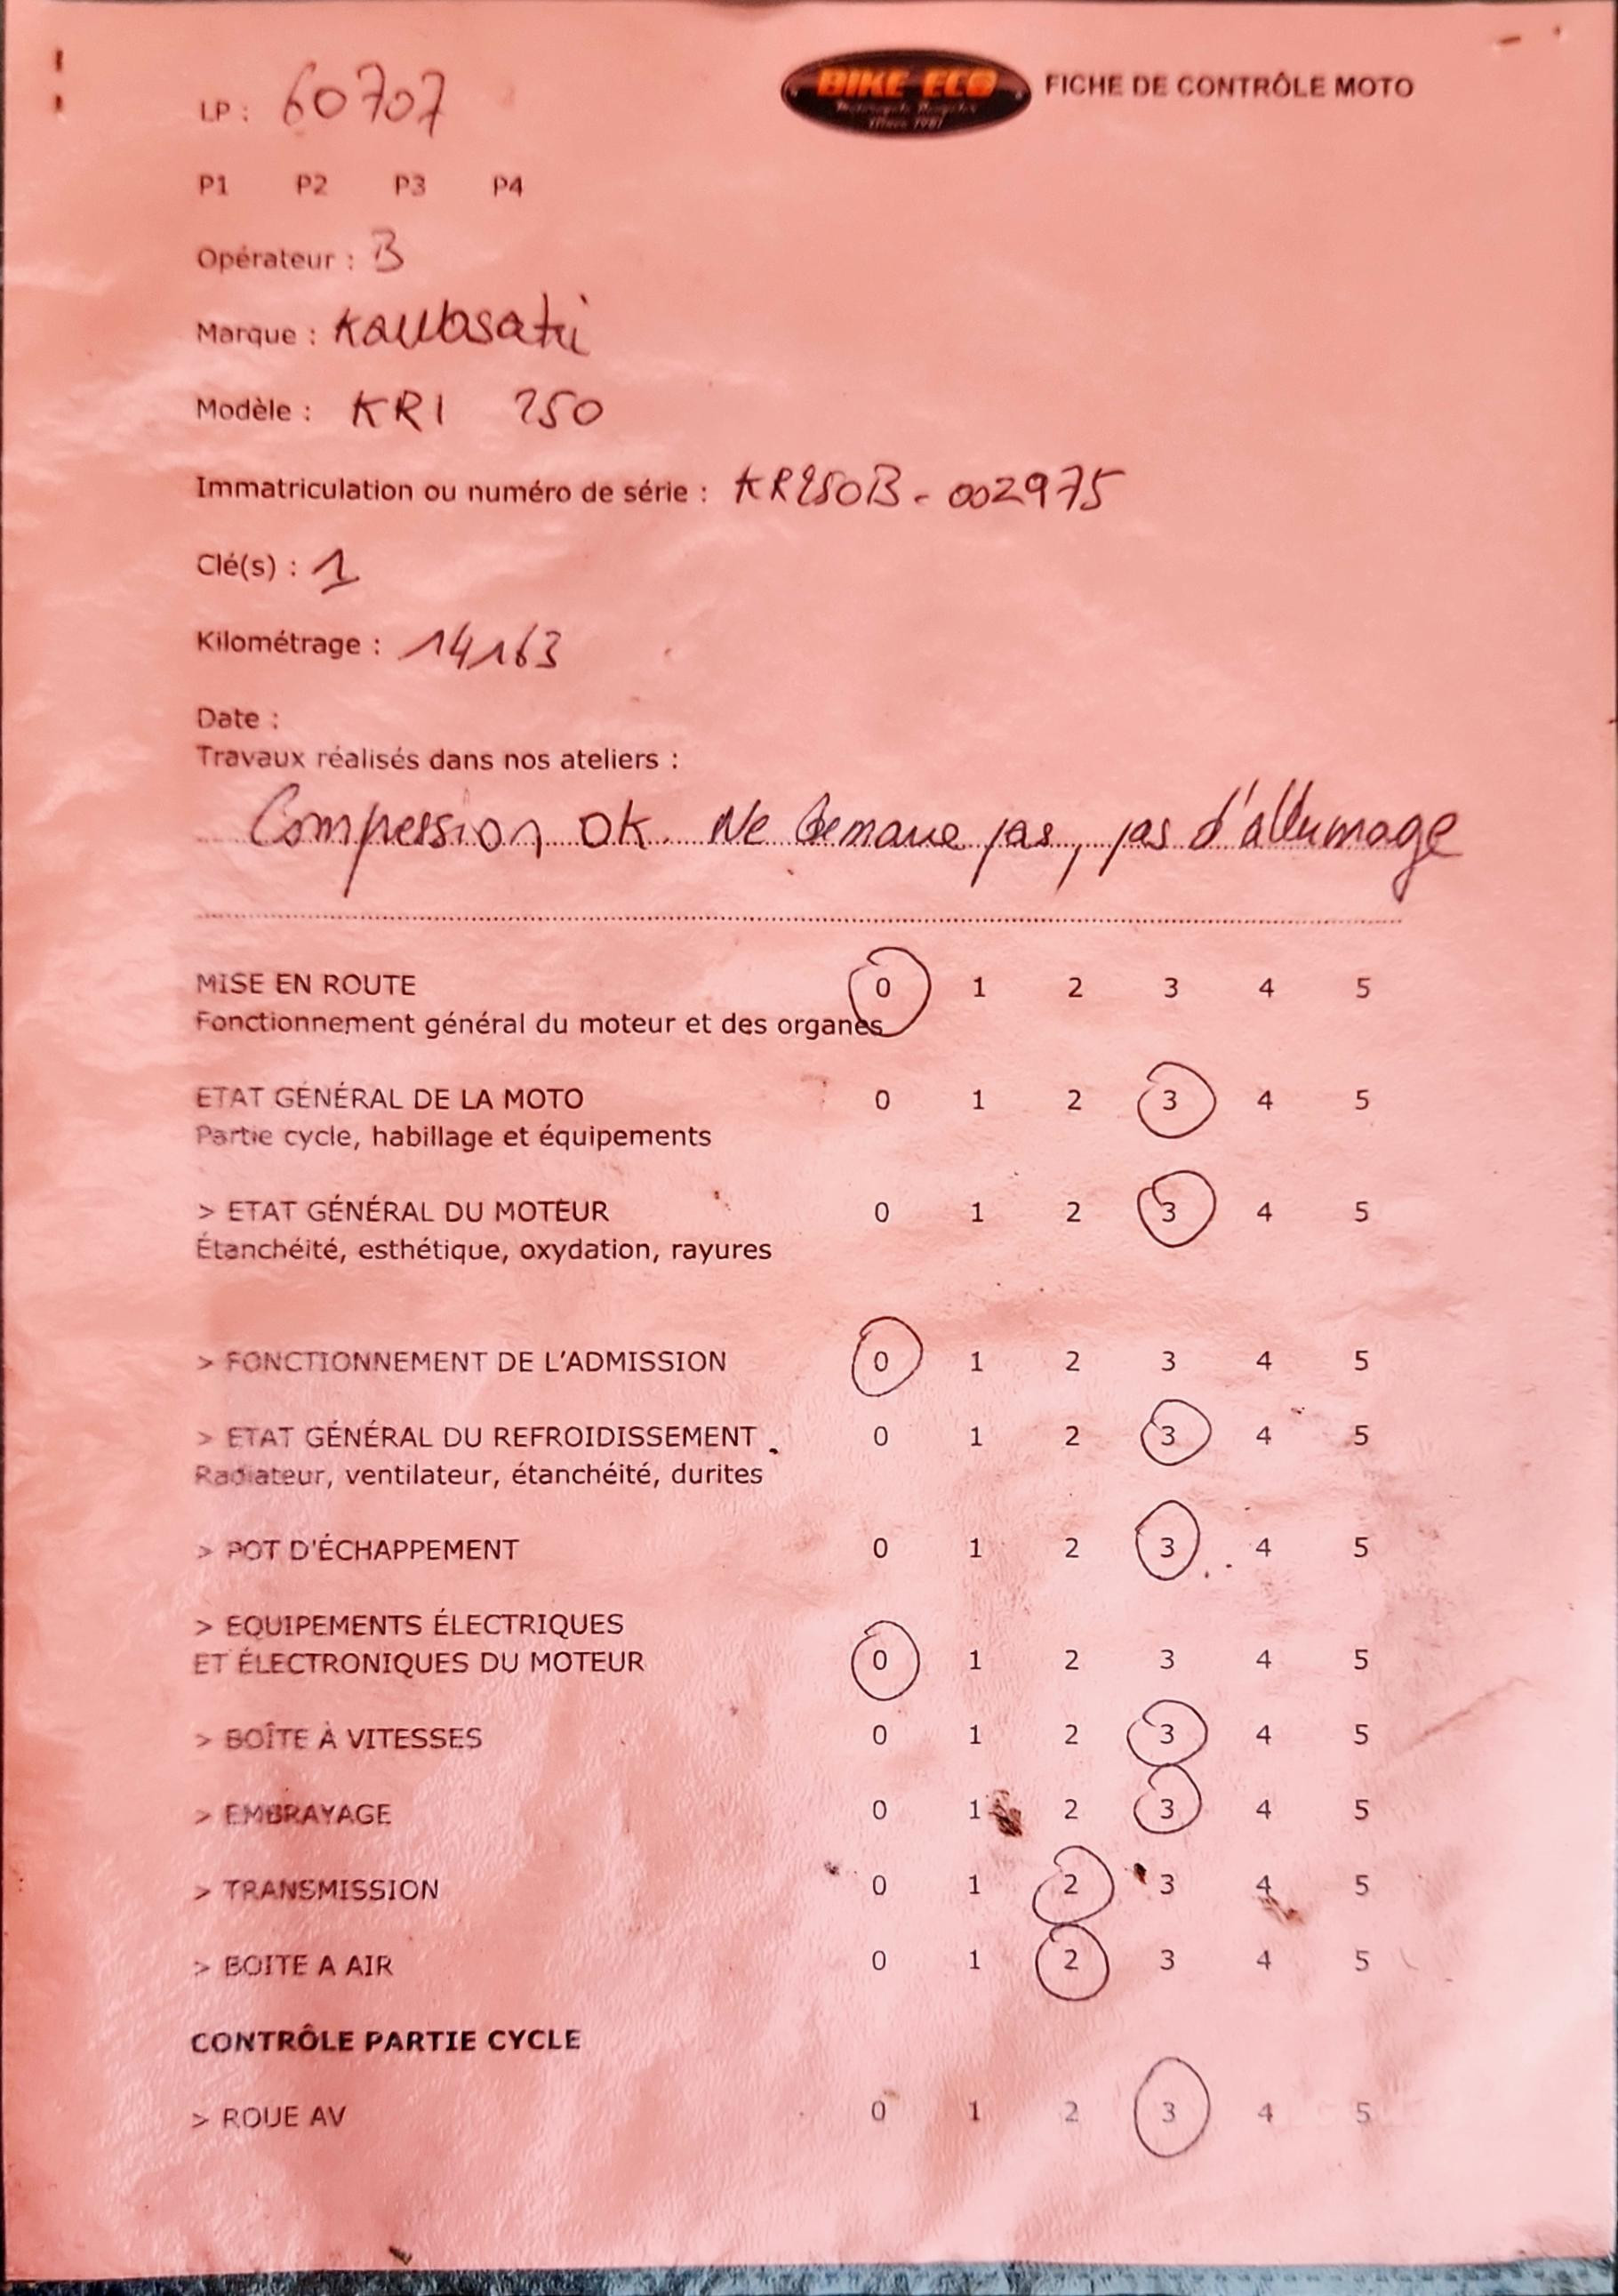 LP : 60707
BIKE ECO
FICHE DE CONTRÔLE MOTO
P1 P2 P3 P4
Opérateur : B
Marque : Kawasaki
Modèle : KR1 250
Immatriculation ou numéro de série : KR250B - 002975
Clé(s) : 1
Kilométrage : 14163
Date :
Travaux réalisés dans nos ateliers :
Compression OK. Ne demarre pas, pas d'allumage
MISE EN ROUTE 0 1 2 3 4 5
Fonctionnement général du moteur et des organes
ETAT GÉNÉRAL DE LA MOTO 0 1 2 3 4 5
Partie cycle, habillage et équipements
> ETAT GÉNÉRAL DU MOTEUR 0 1 2 3 4 5
Étanchéité, esthétique, oxydation, rayures
> FONCTIONNEMENT DE L'ADMISSION 0 1 2 3 4 5
> ETAT GÉNÉRAL DU REFROIDISSEMENT 0 1 2 3 4 5
Radiateur, ventilateur, étanchéité, durites
> POT D'ÉCHAPPEMENT 0 1 2 3 4 5
> EQUIPEMENTS ÉLECTRIQUES
ET ÉLECTRONIQUES DU MOTEUR 0 1 2 3 4 5
> BOÎTE À VITESSES 0 1 2 3 4 5
> EMBRAYAGE 0 1 2 3 4 5
> TRANSMISSION 0 1 2 3 4 5
> BOITE A AIR 0 1 2 3 4 5
CONTRÔLE PARTIE CYCLE
> ROUE AV 0 1 2 3 4 5